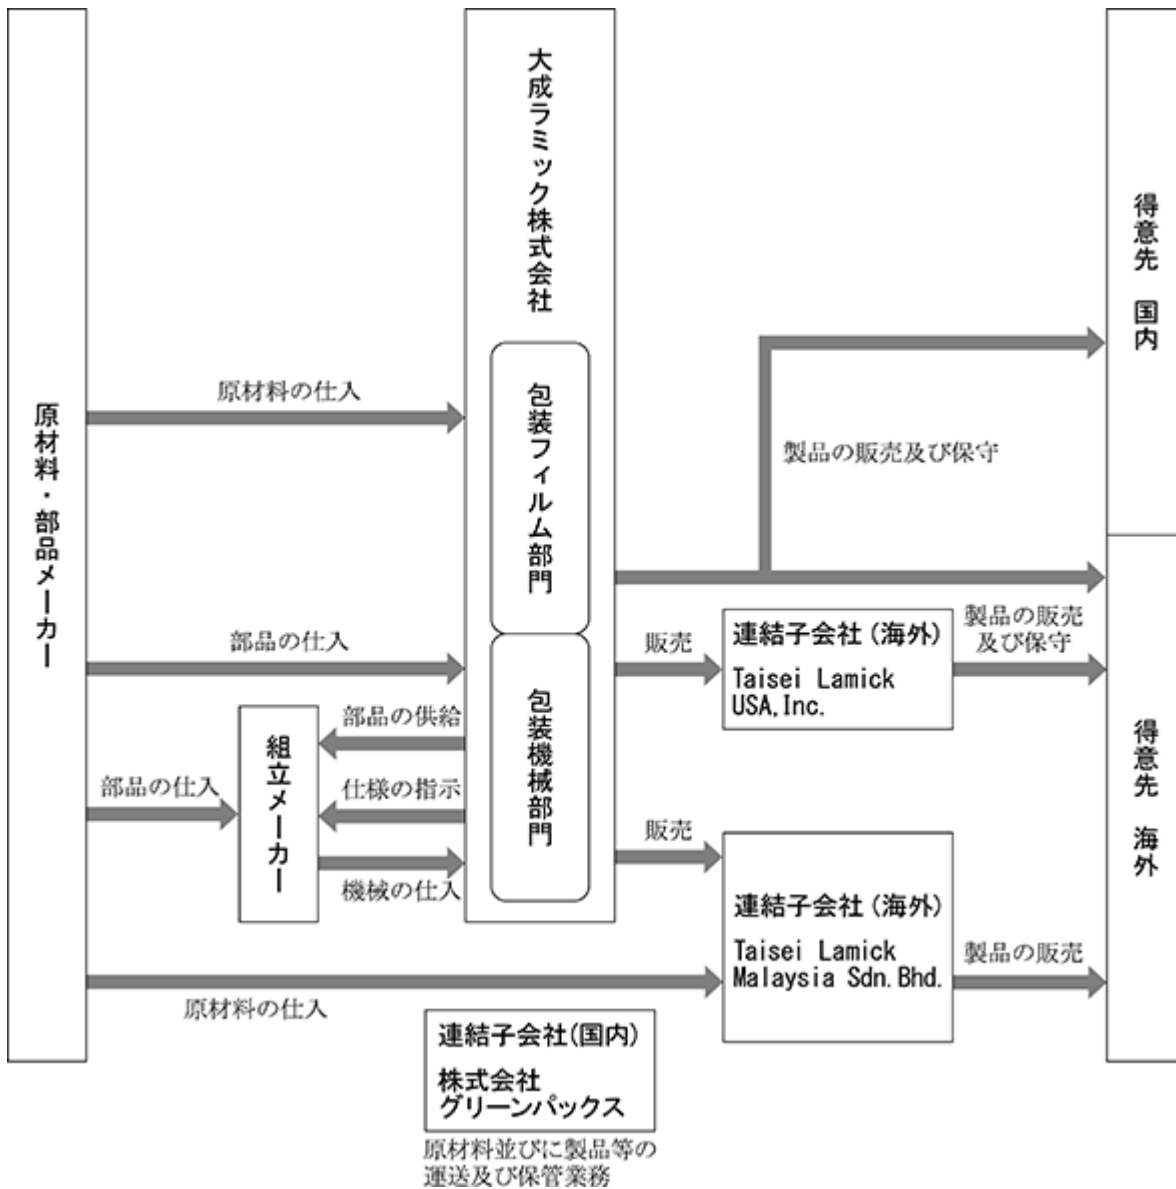 原材料・部品メーカー
大成ラミック株式会社
包装フィルム部門
包装機械部門
組立メーカー
得意先 国内
得意先 海外
原材料の仕入
部品の仕入
部品の供給
部品の仕入
仕様の指示
機械の仕入
原材料の仕入
製品の販売及び保守
販売
連結子会社(海外)
Taisei Lamick
USA,Inc.
製品の販売
及び保守
販売
連結子会社(海外)
Taisei Lamick
Malaysia Sdn.Bhd.
製品の販売
連結子会社(国内)
株式会社
グリーンパックス
原材料並びに製品等の
運送及び保管業務